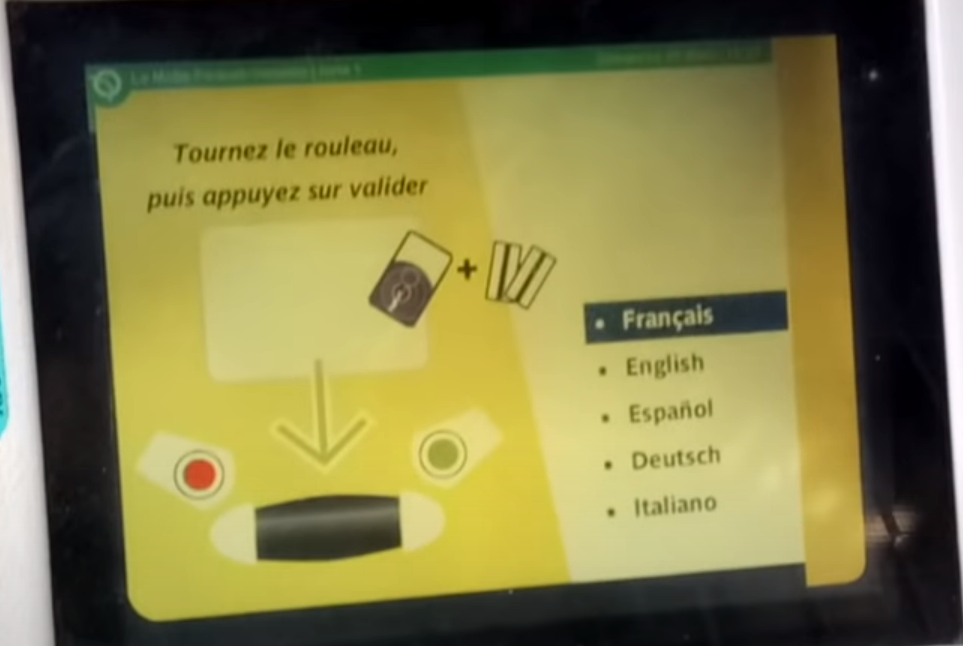 Tournez le rouleau,
puis appuyez sur valider
+
• Français
• English
• Español
• Deutsch
• Italiano